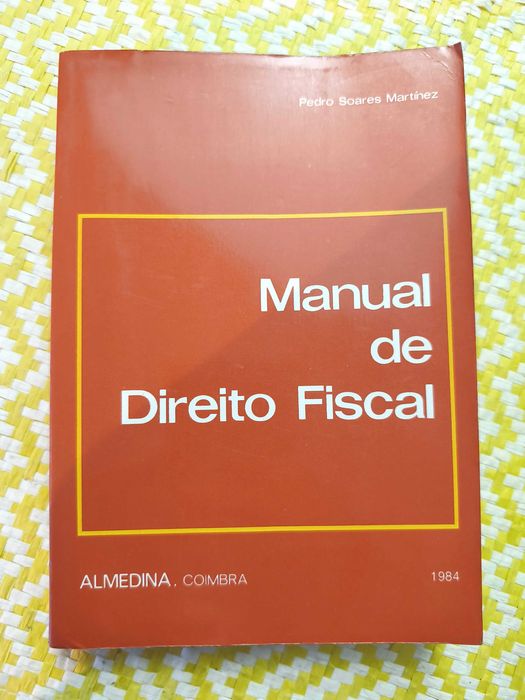 Pedro Soares Martínez
Manual
de
Direito Fiscal
ALMEDINA, COIMBRA
1984